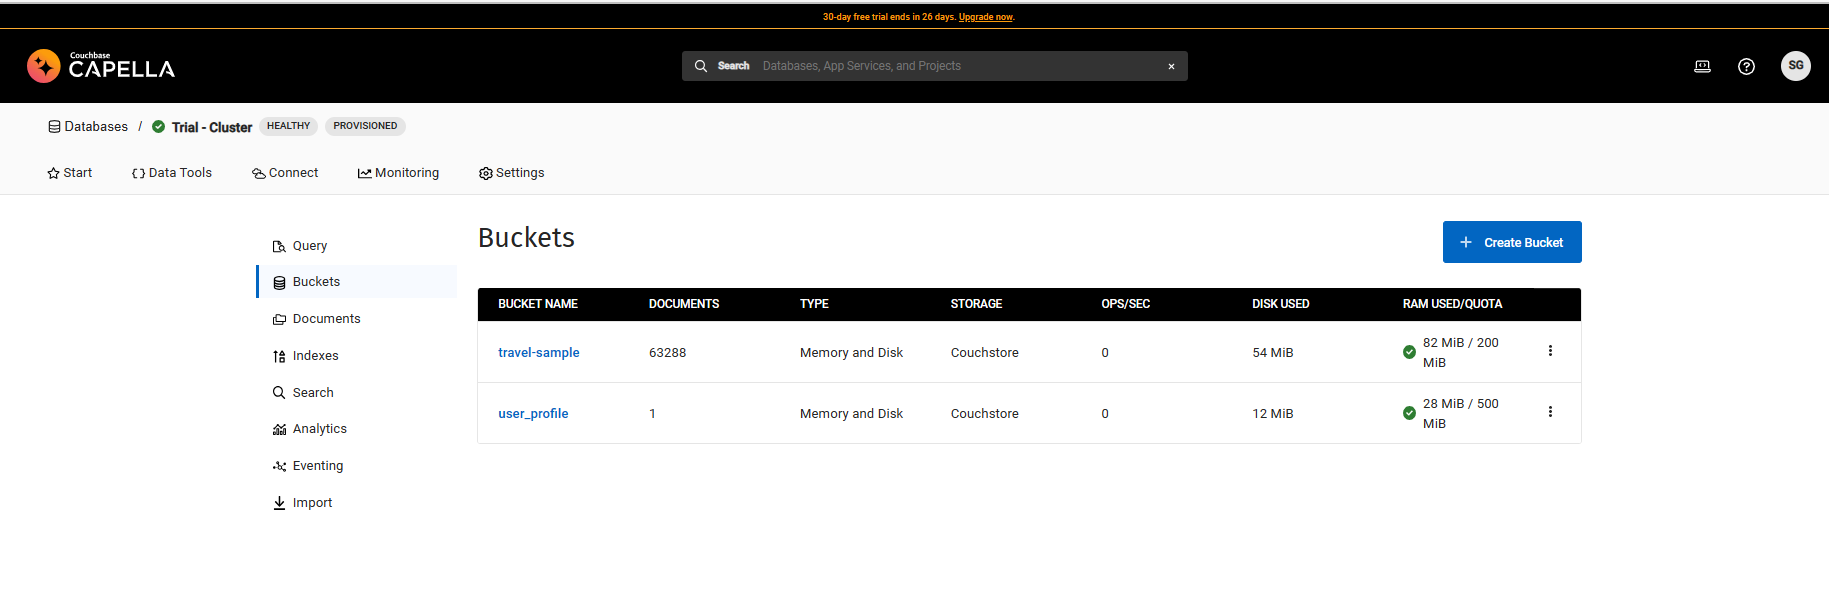 30-day free trial ends in 26 days. Upgrade now.
Couchbase
CAPELLA
Search Databases, App Services, and Projects ×
SG
Databases / Trial - Cluster HEALTHY PROVISIONED
Start Data Tools Connect Monitoring Settings
Query
Buckets
Documents
Indexes
Search
Analytics
Eventing
Import
Buckets
+ Create Bucket
BUCKET NAME DOCUMENTS TYPE STORAGE OPS/SEC DISK USED RAM USED/QUOTA
travel-sample 63288 Memory and Disk Couchstore 0 54 MiB 82 MiB / 200
MiB
user_profile 1 Memory and Disk Couchstore 0 12 MiB 28 MiB / 500
MiB